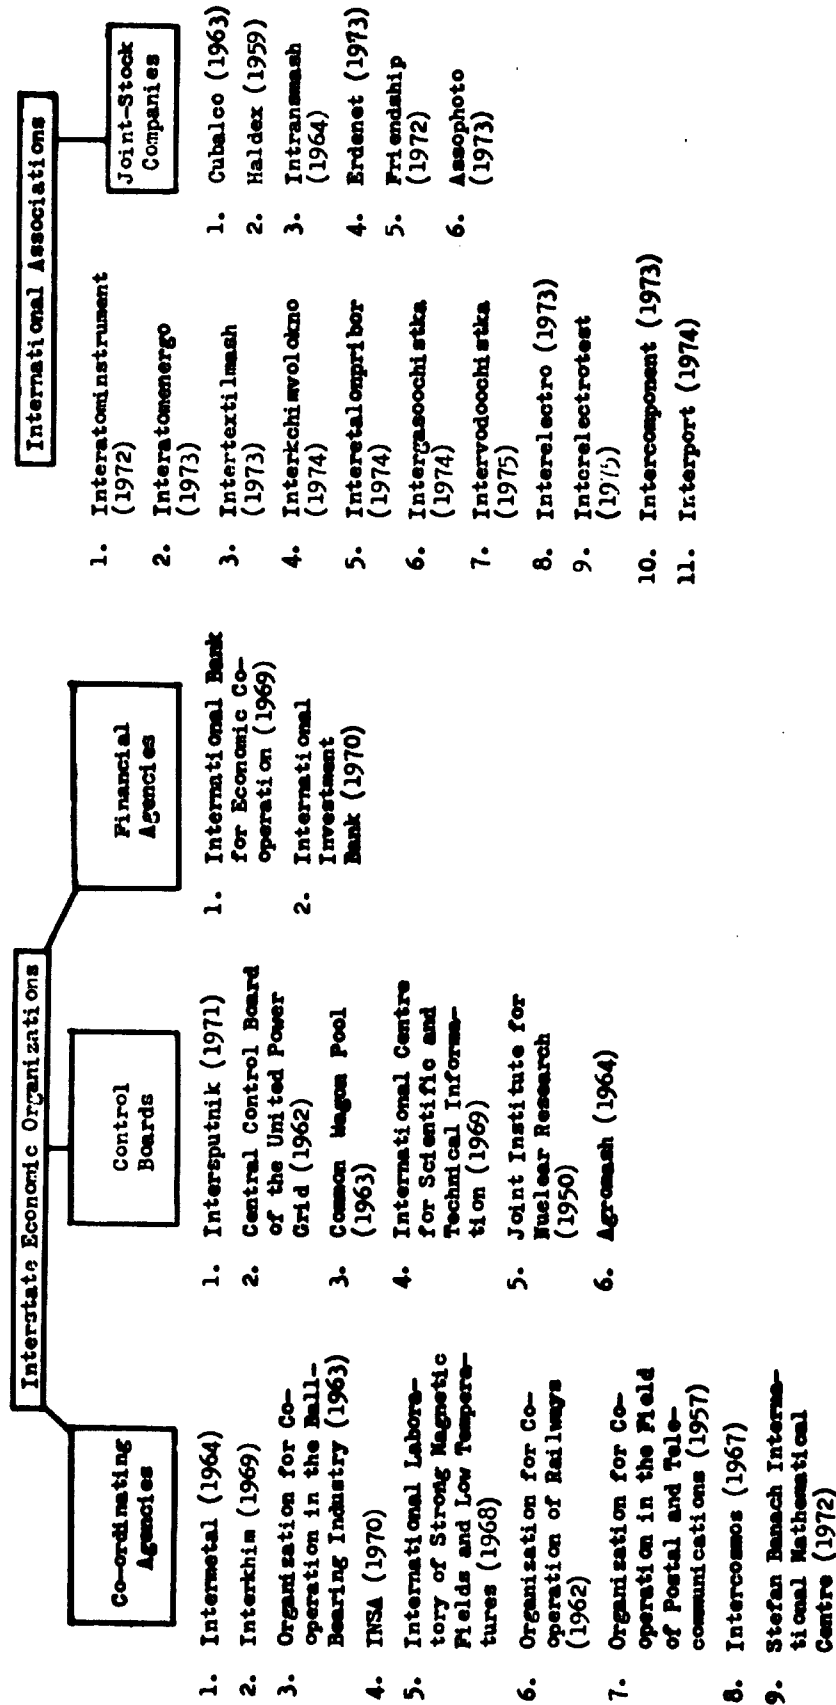 Interstate Economic Organizations
Co-ordinating
Agencies
1. Intermetal (1964)
2. Interkhim (1969)
3. Organization for Co-
operation in the Ball-
Bearing Industry (1963)
4. INSA (1970)
5. International Labora-
tory of Strong Magnetic
Fields and Low Tempera-
tures (1968)
6. Organization for Co-
operation of Railways
(1962)
7. Organization for Co-
operation in the Field
of Postal and Tele-
communications (1957)
8. Intercosmos (1967)
9. Stefan Banach Interna-
tional Mathematical
Centre (1972)
Control
Boards
1. Intersputnik (1971)
2. Central Control Board
of the United Power
Grid (1962)
3. Common Wagon Pool
(1963)
4. International Centre
for Scientific and
Technical Informa-
tion (1969)
5. Joint Institute for
Nuclear Research
(1950)
6. Agromash (1964)
Financial
Agencies
1. International Bank
for Economic Co-
operation (1969)
2. International
Investment
Bank (1970)
International Associations
1. Interatominstrument
(1972)
2. Interatomenergo
(1973)
3. Intertextilmash
(1973)
4. Interkchimvolokno
(1974)
5. Interetalonpribor
(1974)
6. Intergasoochistka
(1974)
7. Intervodoochistka
(1975)
8. Interelectro (1973)
9. Interelectrotest
(1975)
10. Intercomponent (1973)
11. Interport (1974)
Joint-Stock
Companies
1. Cubalco (1963)
2. Haldex (1959)
3. Intransmash
(1964)
4. Erdenet (1973)
5. Friendship
(1972)
6. Assophoto
(1973)